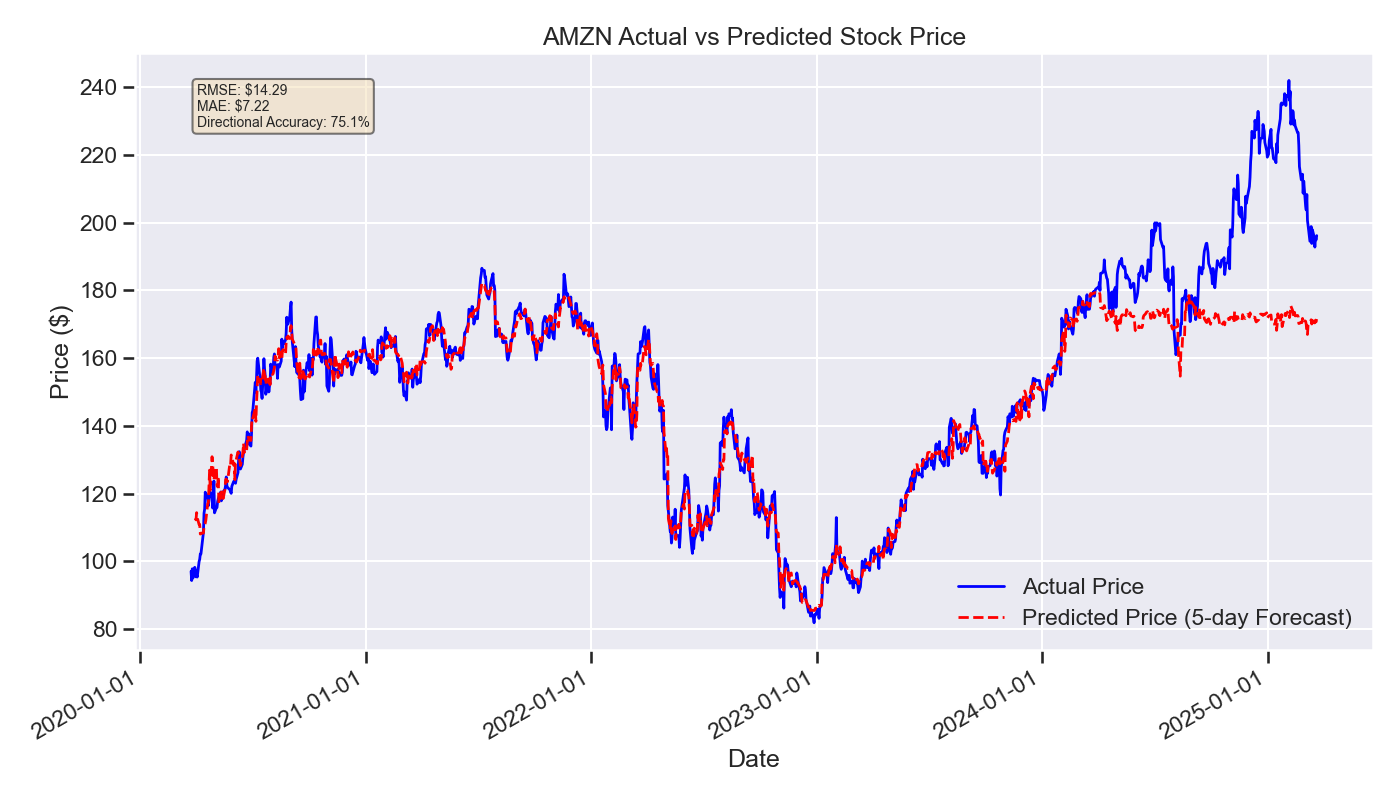 AMZN Actual vs Predicted Stock Price
RMSE: $14.29
MAE: $7.22
Directional Accuracy: 75.1%
240
220
200
180
160
140
120
100
80
Price ($)
Actual Price
Predicted Price (5-day Forecast)
2020-01-01
2021-01-01
2022-01-01
2023-01-01
2024-01-01
2025-01-01
Date